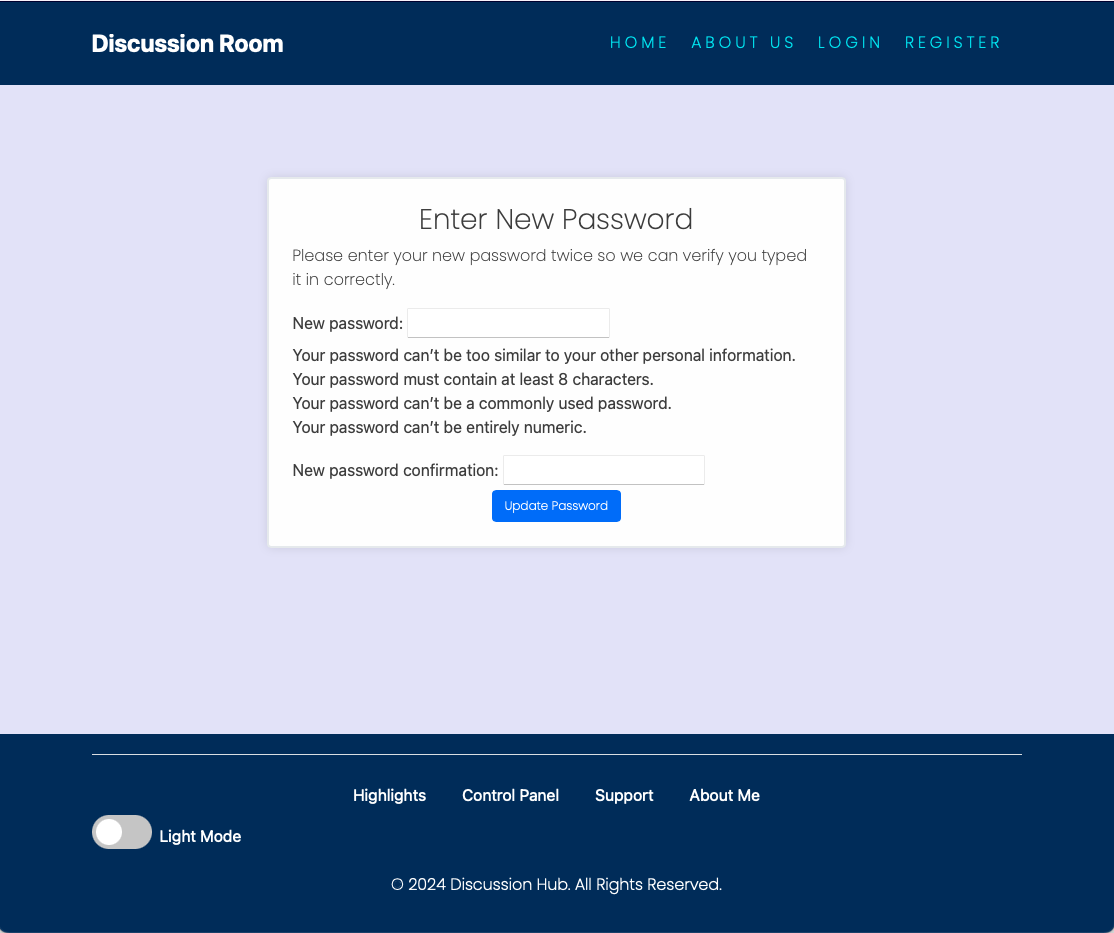 Discussion Room
HOME ABOUT US LOGIN REGISTER
Enter New Password
Please enter your new password twice so we can verify you typed
it in correctly.
New password:
Your password can’t be too similar to your other personal information.
Your password must contain at least 8 characters.
Your password can’t be a commonly used password.
Your password can’t be entirely numeric.
New password confirmation:
Update Password
Highlights Control Panel Support About Me
Light Mode
© 2024 Discussion Hub. All Rights Reserved.